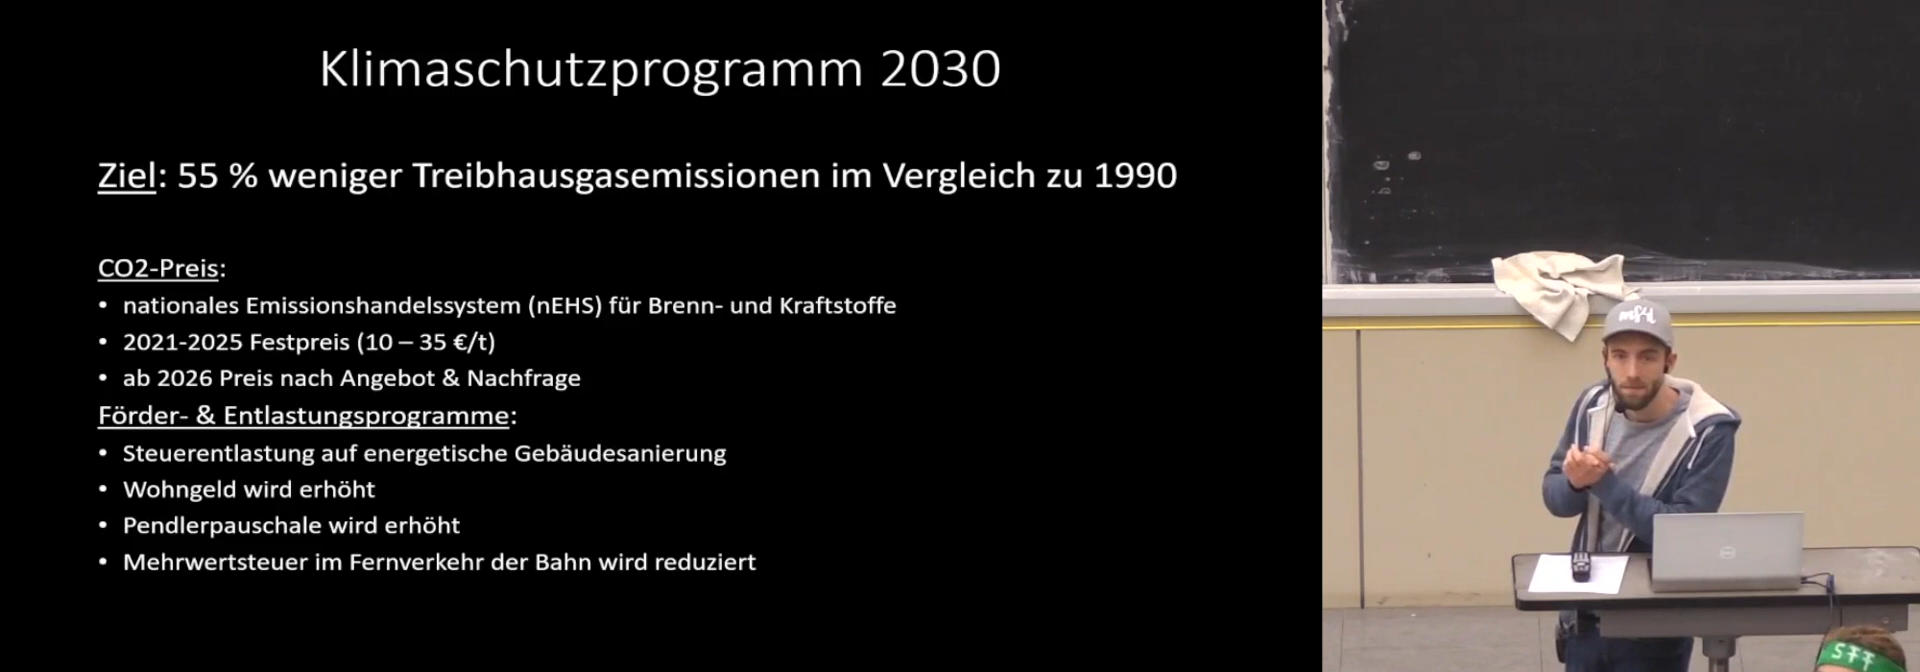 Klimaschutzprogramm 2030
Ziel: 55 % weniger Treibhausgasemissionen im Vergleich zu 1990
CO2-Preis:
• nationales Emissionshandelssystem (nEHS) für Brenn- und Kraftstoffe
• 2021-2025 Festpreis (10 – 35 €/t)
• ab 2026 Preis nach Angebot & Nachfrage
Förder- & Entlastungsprogramme:
• Steuerentlastung auf energetische Gebäudesanierung
• Wohngeld wird erhöht
• Pendlerpauschale wird erhöht
• Mehrwertsteuer im Fernverkehr der Bahn wird reduziert